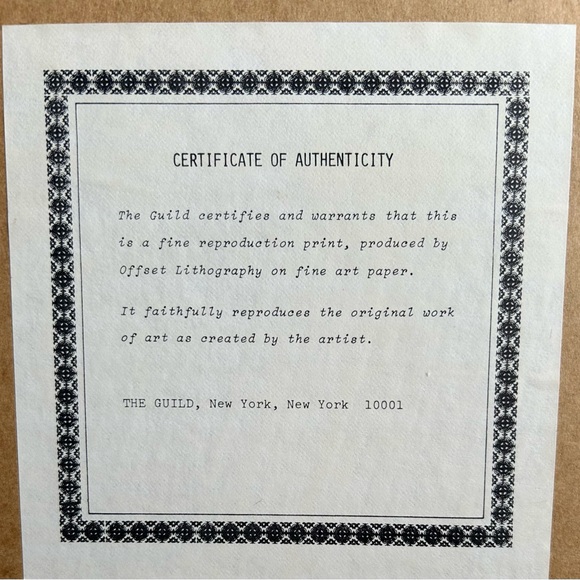 CERTIFICATE OF AUTHENTICITY
The Guild certifies and warrants that this
is a fine reproduction print, produced by
Offset Lithography on fine art paper.
It faithfully reproduces the original work
of art as created by the artist.
THE GUILD, New York, New York 10001